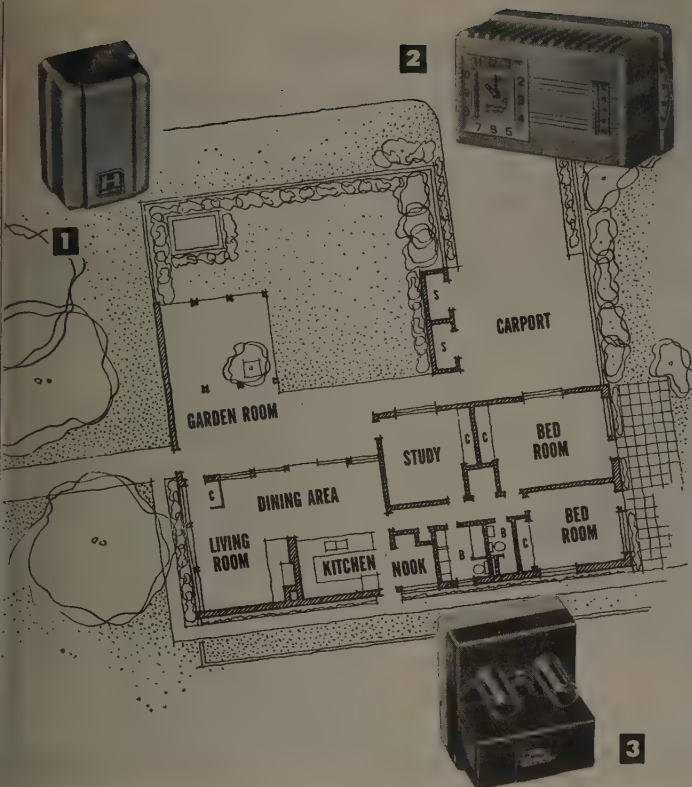 2
H
1
S
S
CARPORT
GARDEN ROOM
C
C
STUDY
BED
ROOM
C
DINING AREA
LIVING
ROOM
KITCHEN
NOOK
B
B
C
BED
ROOM
3